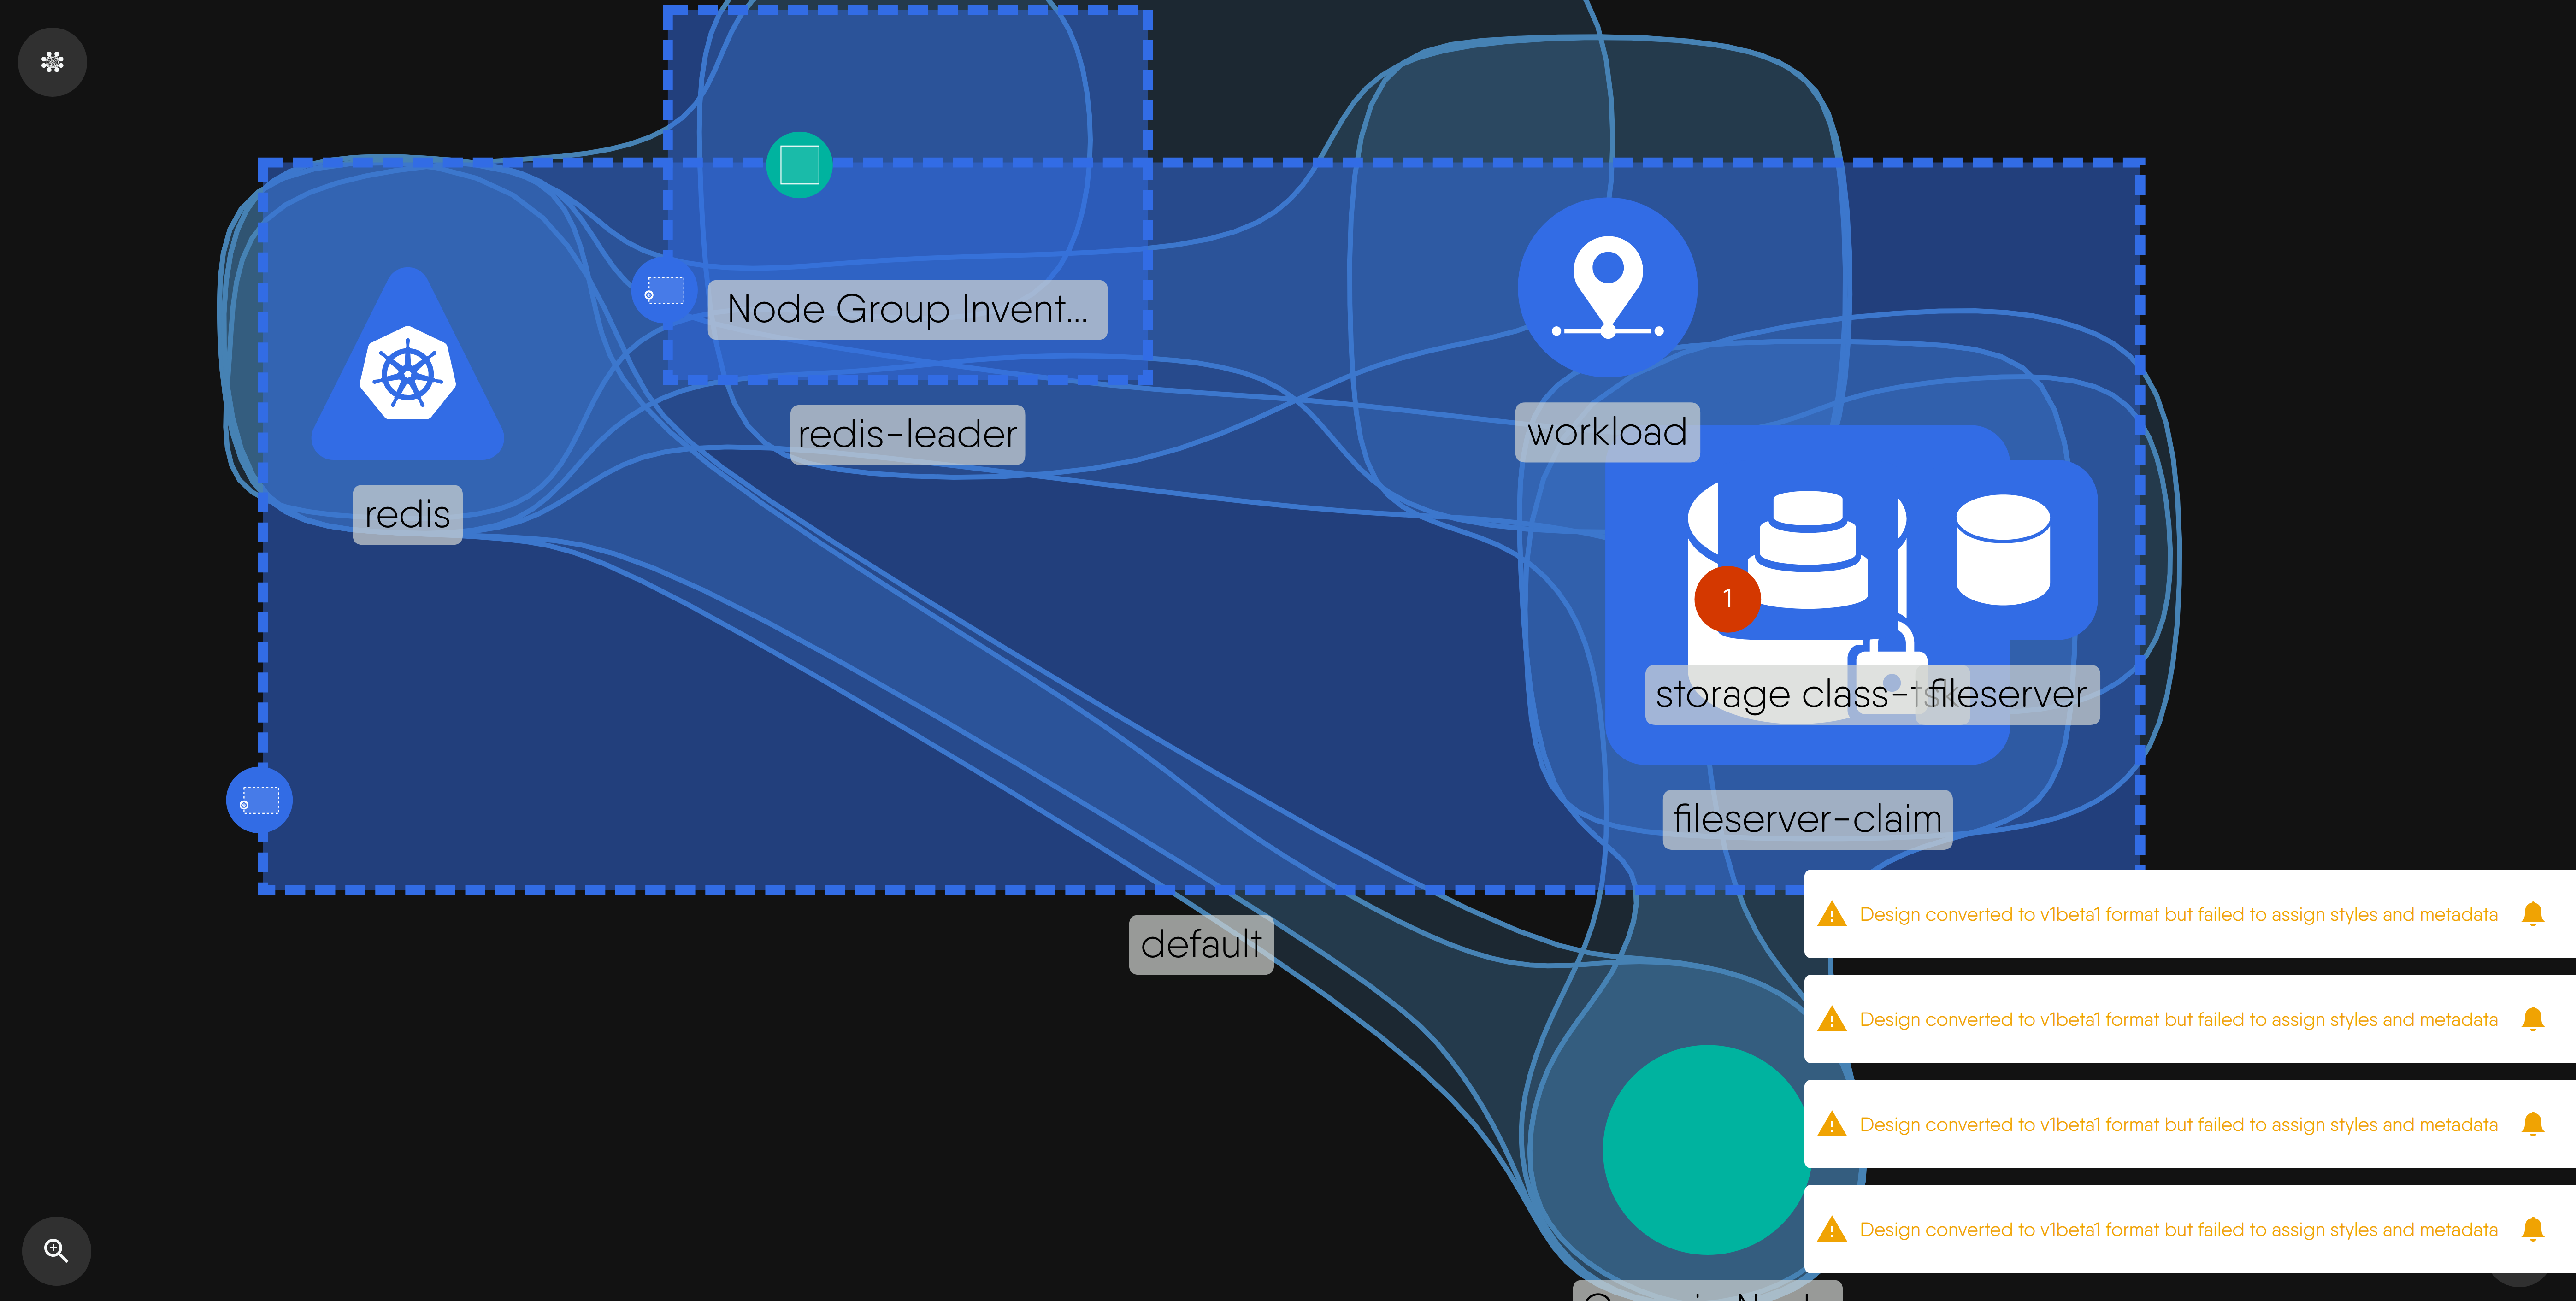 Node Group Invent...
redis-leader
workload
redis
1
storage class-
fileserver
fileserver-claim
default
Design converted to v1beta1 format but failed to assign styles and metadata
Design converted to v1beta1 format but failed to assign styles and metadata
Design converted to v1beta1 format but failed to assign styles and metadata
Design converted to v1beta1 format but failed to assign styles and metadata